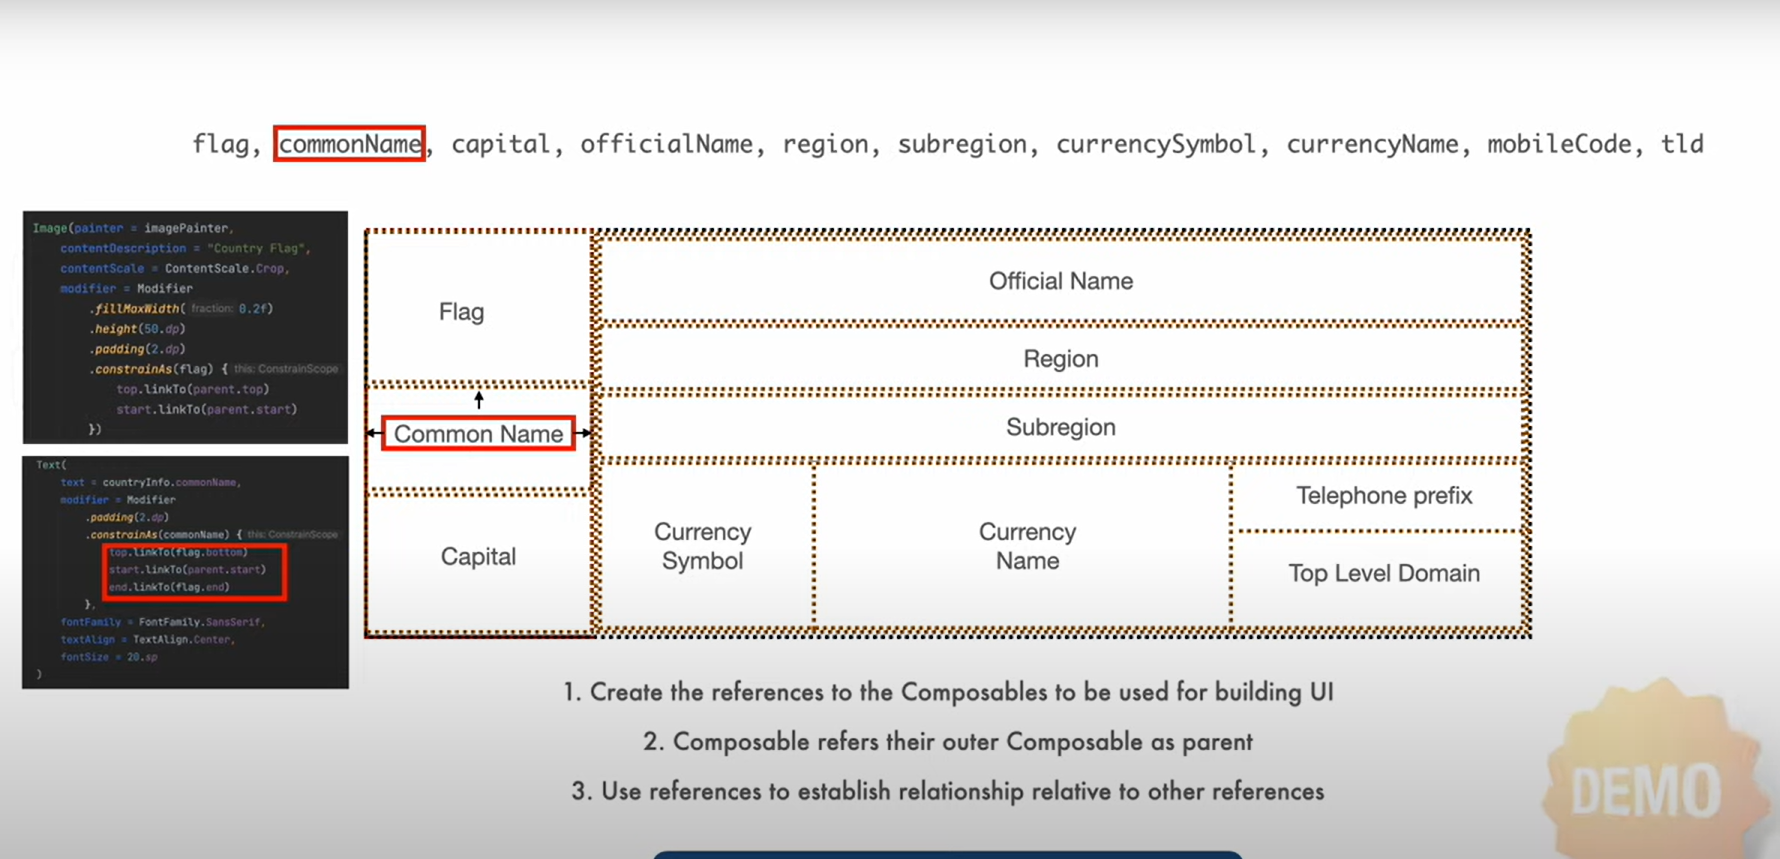 flag, commonName, capital, officialName, region, subregion, currencySymbol, currencyName, mobileCode, tld
Image(painter = imagePainter,
contentDescription = "Country Flag",
contentScale = ContentScale.Crop,
modifier = Modifier
.fillMaxWidth( fraction: 0.2f)
.height(50.dp)
.padding(2.dp)
.constrainAs(flag) { this: ConstrainScope
top.linkTo(parent.top)
start.linkTo(parent.start)
})
Text(
text = countryInfo.commonName,
modifier = Modifier
.padding(2.dp)
.constrainAs(commonName) { this: ConstrainScope
top.linkTo(flag.bottom)
start.linkTo(parent.start)
end.linkTo(flag.end)
},
fontFamily = FontFamily.SansSerif,
textAlign = TextAlign.Center,
fontSize = 20.sp
)
Flag
Common Name
Capital
Official Name
Region
Subregion
Currency
Symbol
Currency
Name
Telephone prefix
Top Level Domain
1. Create the references to the Composables to be used for building UI
2. Composable refers their outer Composable as parent
3. Use references to establish relationship relative to other references
DEMO